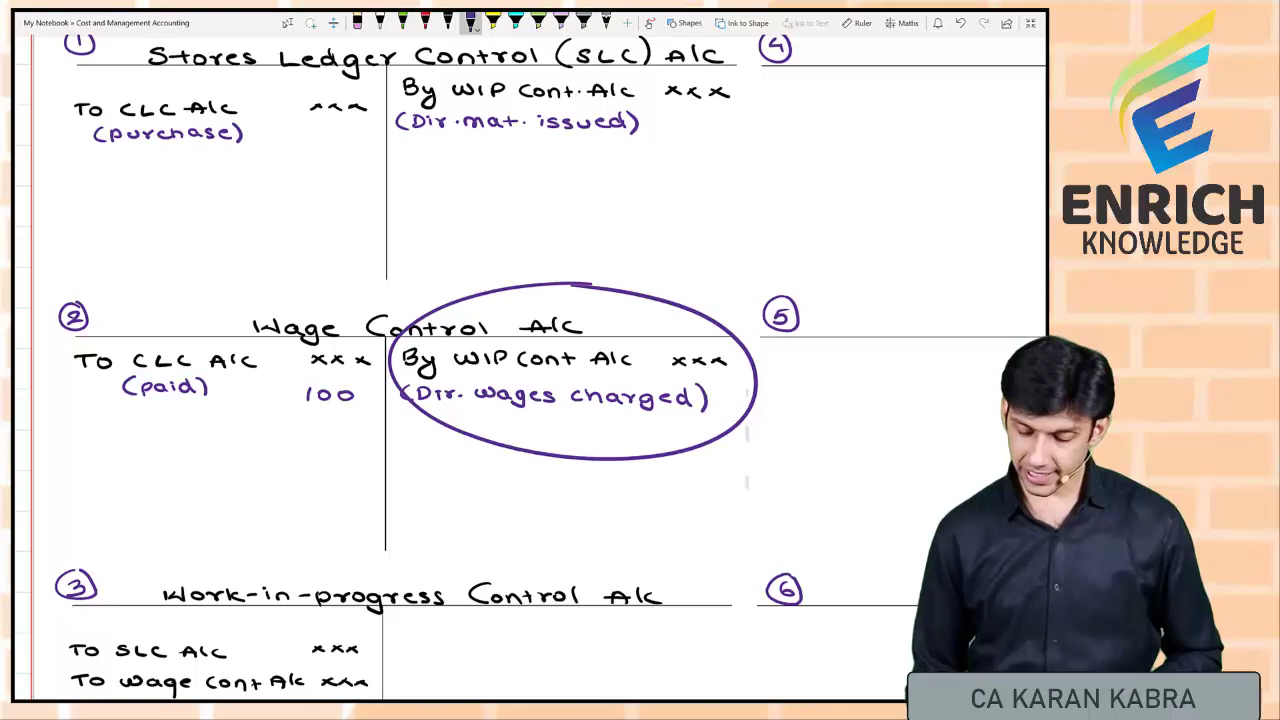 My Notebook » Cost and Management Accounting
Shapes
Ink to Shape
Ink to Text
Ruler
Maths
1
Stores Ledger Control (SLC) A/c
To CLC A/c xxx
(purchase)
By WIP Cont. A/c xxx
(Dir. mat. issued)
2
Wage Control A/c
To CLC A/c xxx
(paid) 100
By WIP Cont A/c xxx
(Dir. wages charged)
3
Work-in-progress Control A/c
To SLC A/c xxx
To wage cont A/c xxx
4
5
6
ENRICH
KNOWLEDGE
CA KARAN KABRA